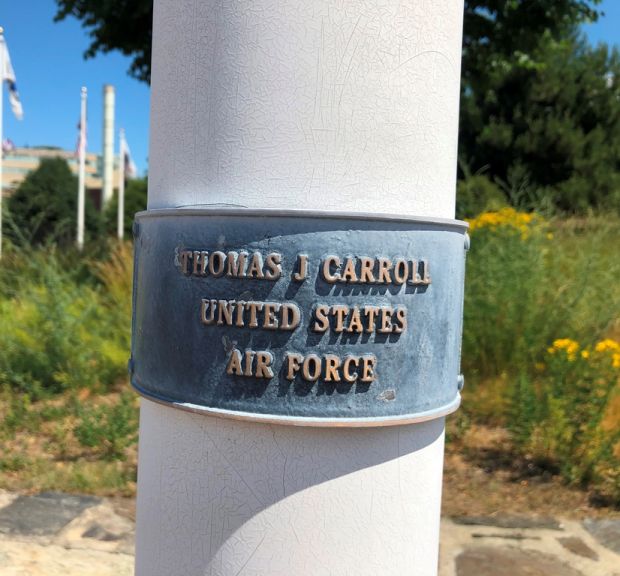 THOMAS J CARROLL
UNITED STATES
AIR FORCE